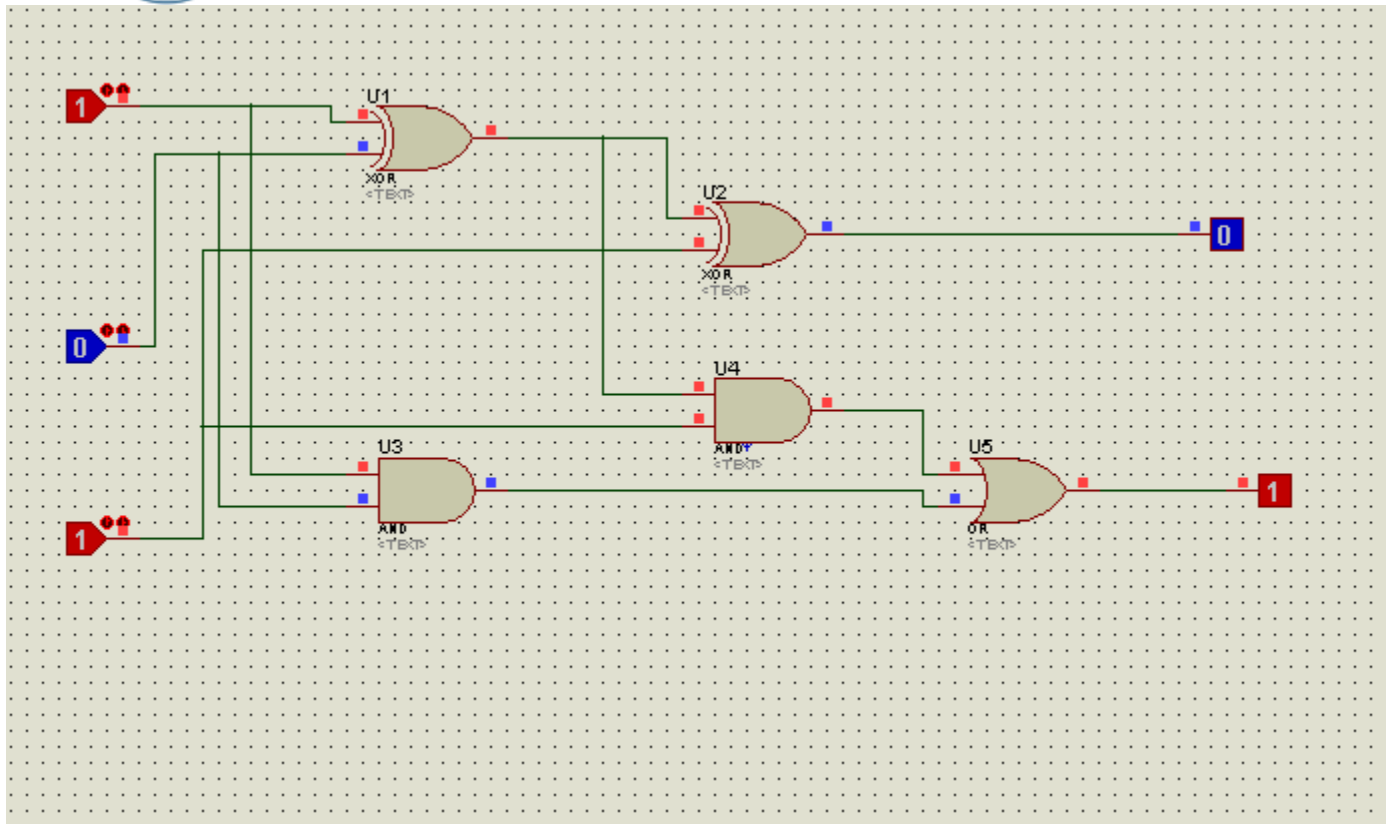 1
U1
XOR
<TEXT>
U2
0
XOR
<TEXT>
0
U4
AND
<TEXT>
U3
U5
1
1
AND
<TEXT>
OR
<TEXT>